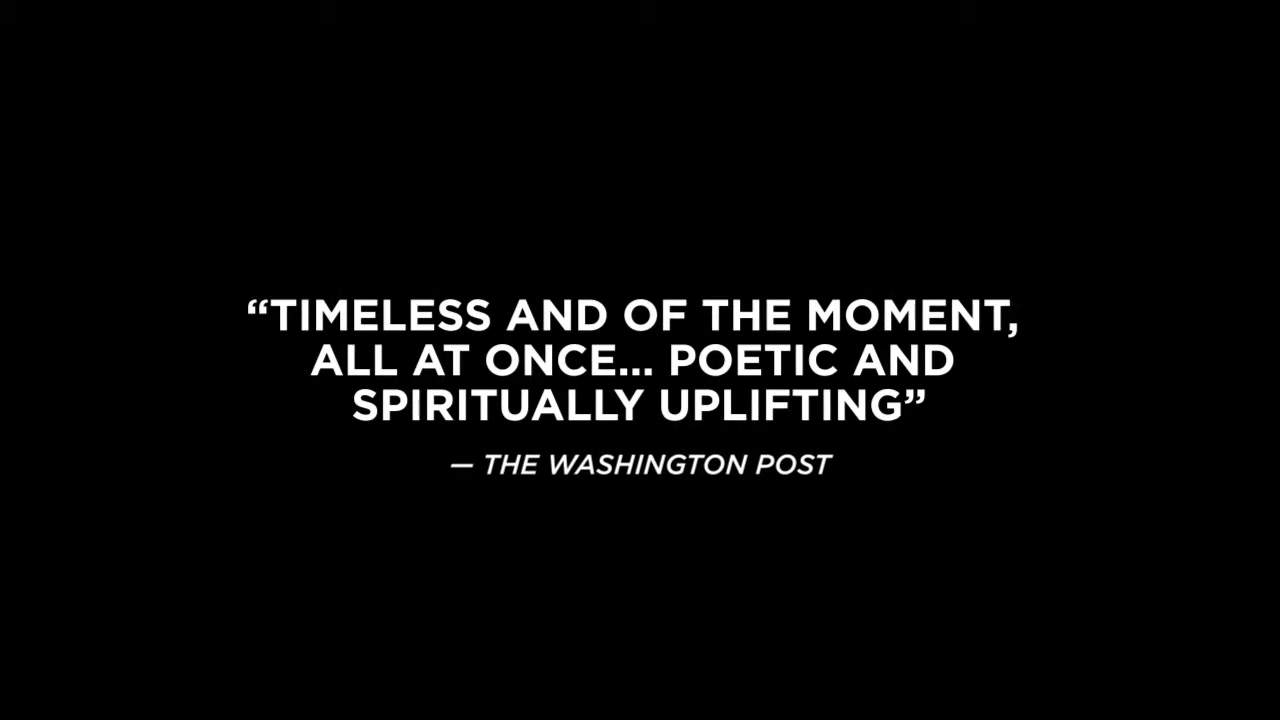 “TIMELESS AND OF THE MOMENT,
ALL AT ONCE... POETIC AND
SPIRITUALLY UPLIFTING”
— THE WASHINGTON POST